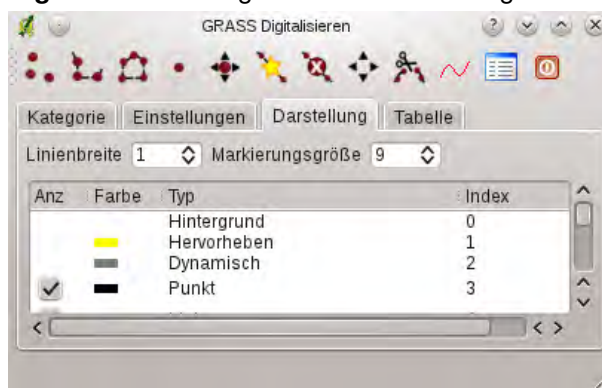 GRASS Digitalisieren
Kategorie Einstellungen Darstellung Tabelle
Linienbreite 1 Markierungsgröße 9
Anz Farbe Typ Index
Hintergrund 0
Hervorheben 1
Dynamisch 2
Punkt 3